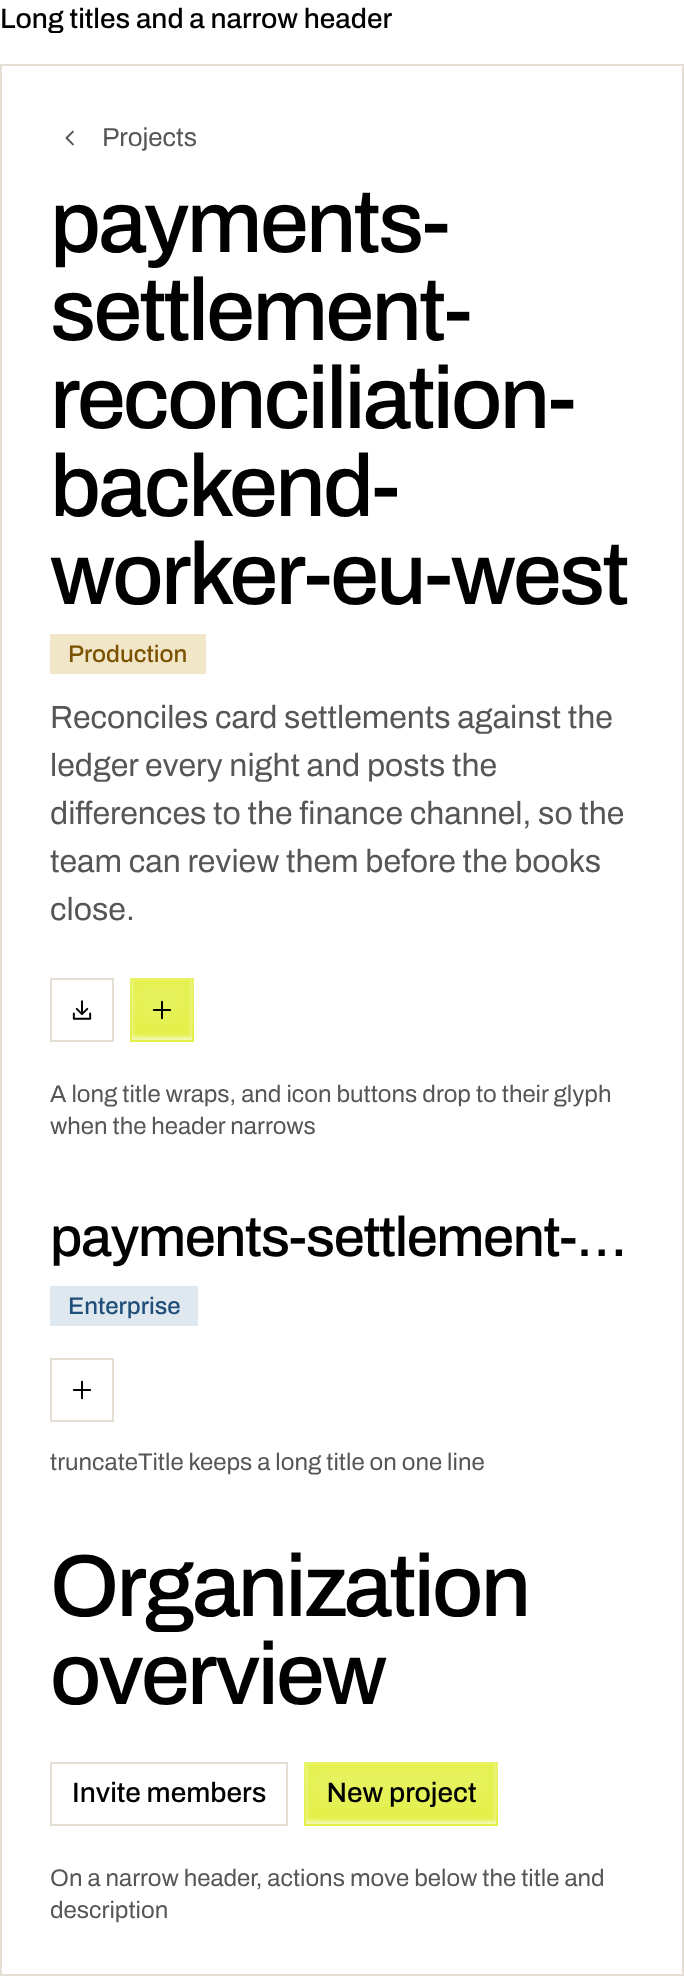 Long titles and a narrow header
Projects
payments-
settlement-
reconciliation-
backend-
worker-eu-west
Production
Reconciles card settlements against the
ledger every night and posts the
differences to the finance channel, so the
team can review them before the books
close.
A long title wraps, and icon buttons drop to their glyph
when the header narrows
payments-settlement-...
Enterprise
truncateTitle keeps a long title on one line
Organization
overview
Invite members
New project
On a narrow header, actions move below the title and
description